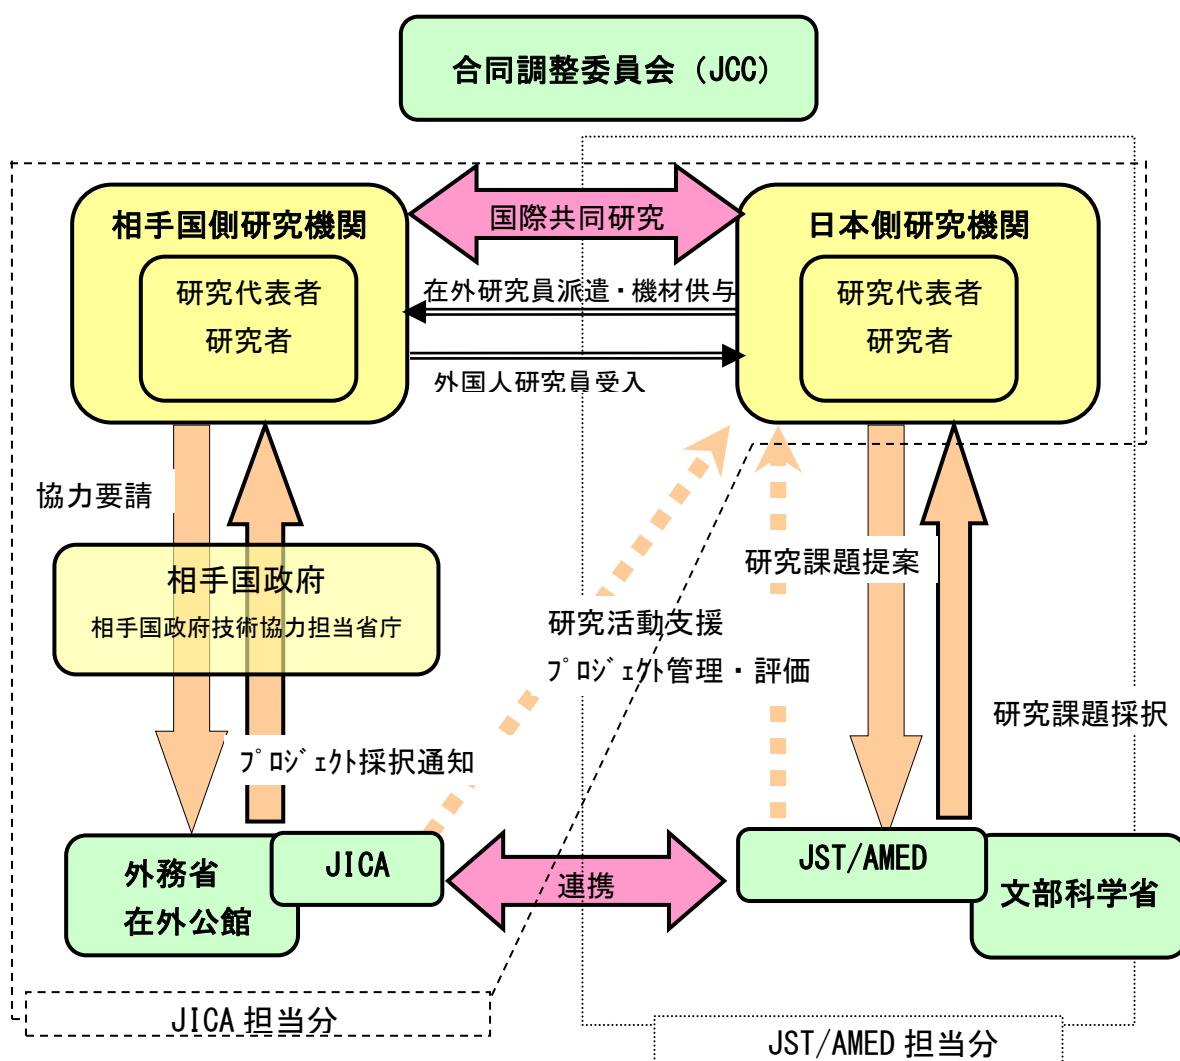 合同調整委員会（JCC）
相手国側研究機関
研究代表者
研究者
国際共同研究
日本側研究機関
研究代表者
研究者
在外研究員派遣・機材供与
外国人研究員受入
協力要請
相手国政府
相手国政府技術協力担当省庁
研究課題提案
研究活動支援
ﾌﾟﾛｼﾞｪｸﾄ管理・評価
研究課題採択
ﾌﾟﾛｼﾞｪｸﾄ採択通知
外務省
在外公館
JICA
連携
JST/AMED
文部科学省
JICA 担当分
JST/AMED 担当分